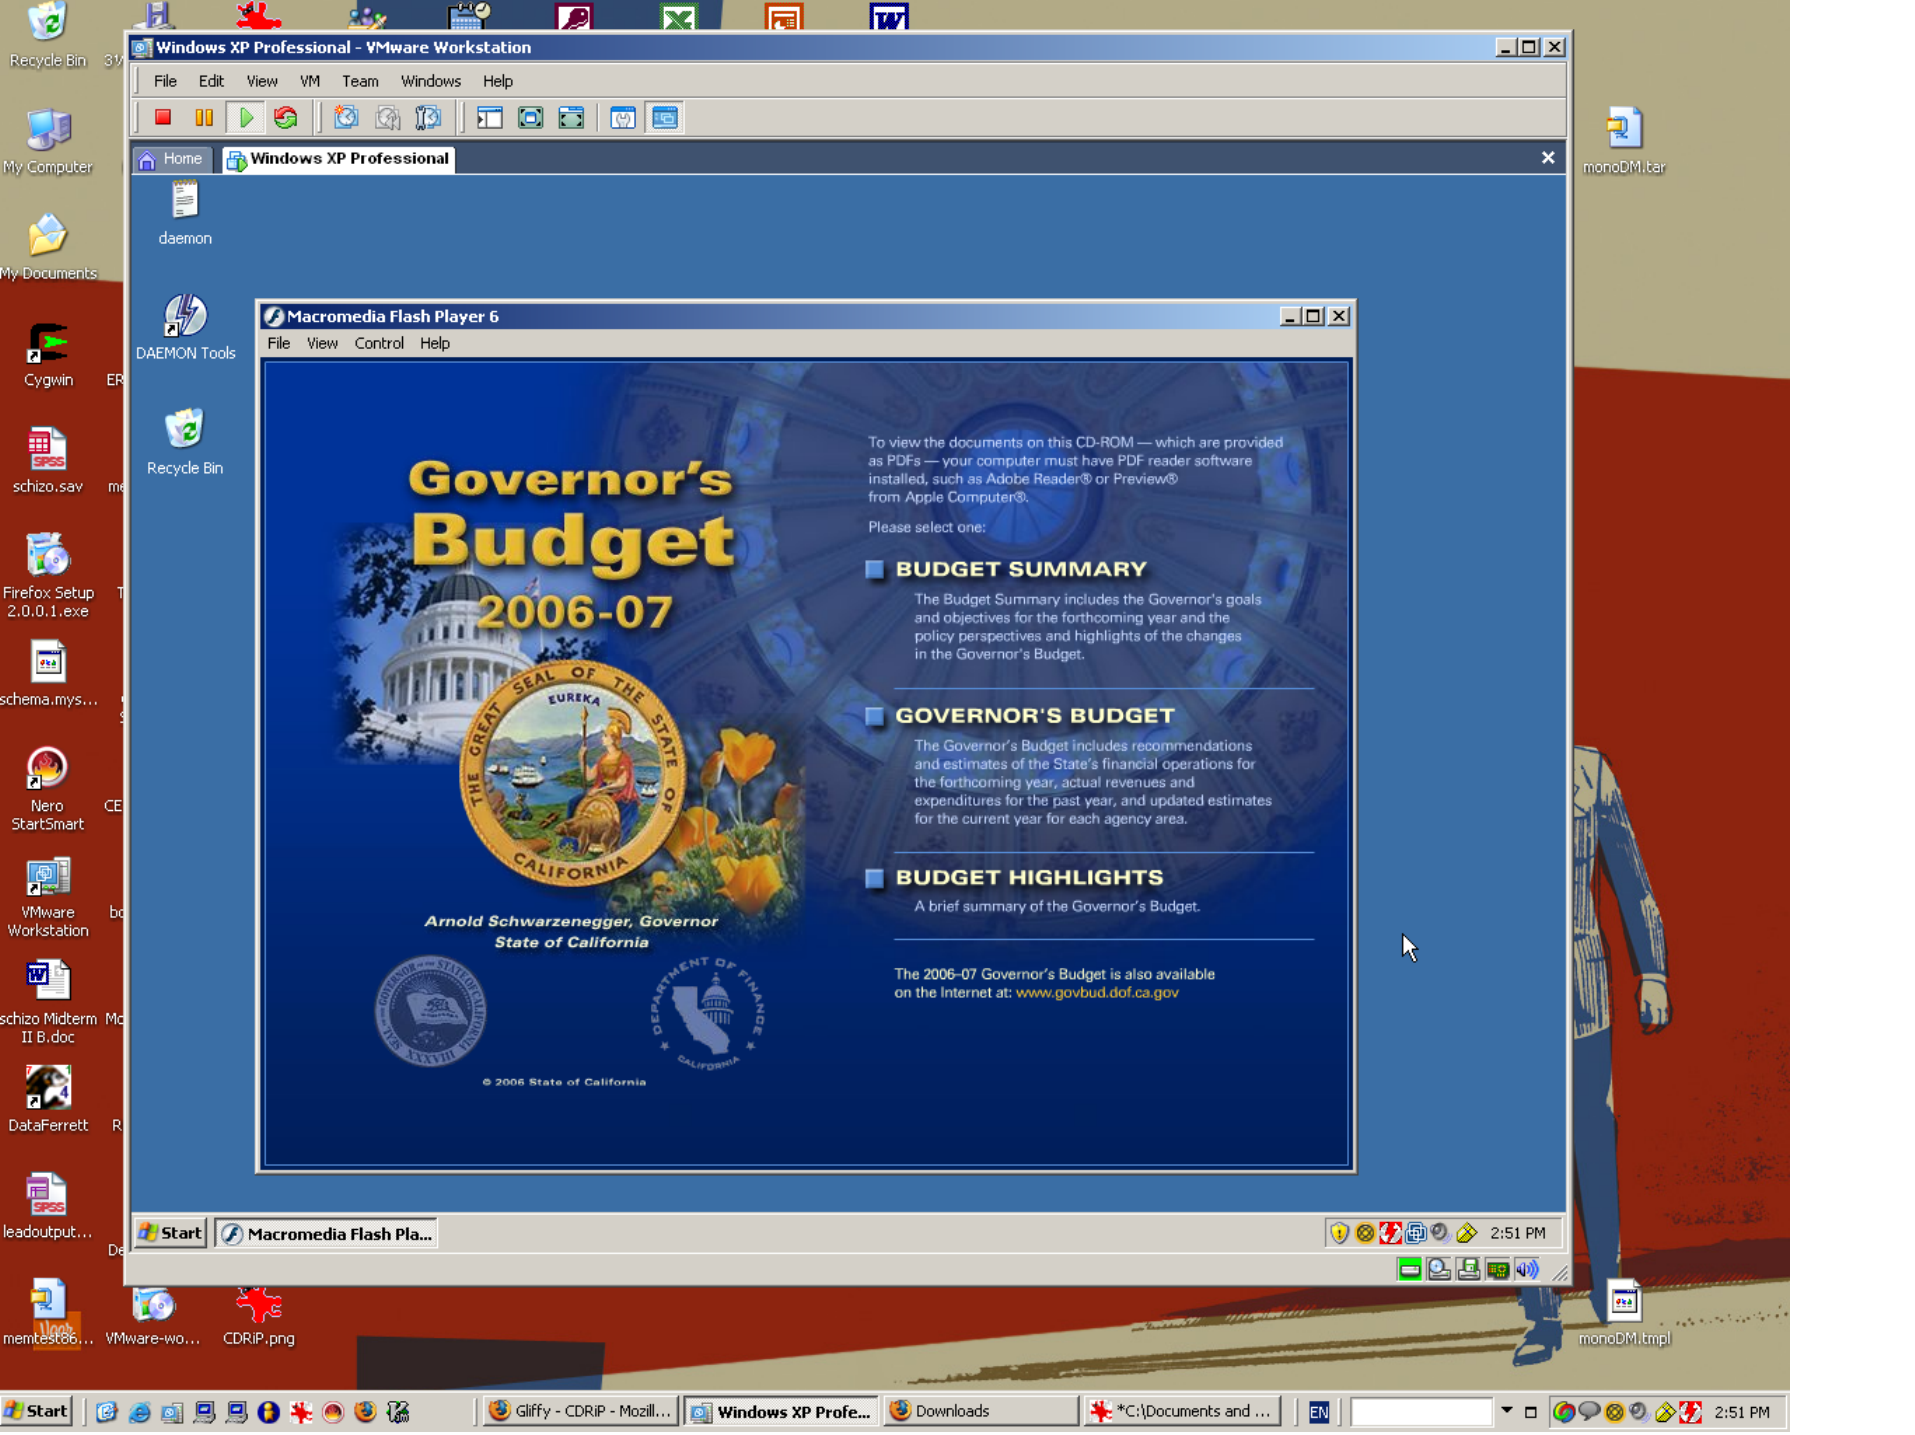 Recycle Bin
My Computer
My Documents
Cygwin
schizo.sav
Firefox Setup
2.0.0.1.exe
schema.mys...
Nero
StartSmart
VMware
Workstation
schizo Midterm
II B.doc
DataFerrett
leadoutput...
memtest86...
VMware-wo...
CDRiP.png
monoDM.tar
monoDM.tmpl
Windows XP Professional - VMware Workstation
File Edit View VM Team Windows Help
Home
Windows XP Professional
daemon
DAEMON Tools
Recycle Bin
Macromedia Flash Player 6
File View Control Help
Governor's
Budget
2006-07
THE GREAT SEAL OF THE STATE OF CALIFORNIA
EUREKA
Arnold Schwarzenegger, Governor
State of California
DEPARTMENT OF FINANCE
CALIFORNIA
© 2006 State of California
To view the documents on this CD-ROM — which are provided
as PDFs — your computer must have PDF reader software
installed, such as Adobe Reader® or Preview®
from Apple Computer®.
Please select one:
BUDGET SUMMARY
The Budget Summary includes the Governor's goals
and objectives for the forthcoming year and the
policy perspectives and highlights of the changes
in the Governor's Budget.
GOVERNOR'S BUDGET
The Governor's Budget includes recommendations
and estimates of the State's financial operations for
the forthcoming year, actual revenues and
expenditures for the past year, and updated estimates
for the current year for each agency area.
BUDGET HIGHLIGHTS
A brief summary of the Governor's Budget.
The 2006–07 Governor's Budget is also available
on the Internet at: www.govbud.dof.ca.gov
Start
Macromedia Flash Pla...
2:51 PM
Start
Gliffy - CDRiP - Mozill...
Windows XP Profe...
Downloads
*C:\Documents and ...
EN
2:51 PM